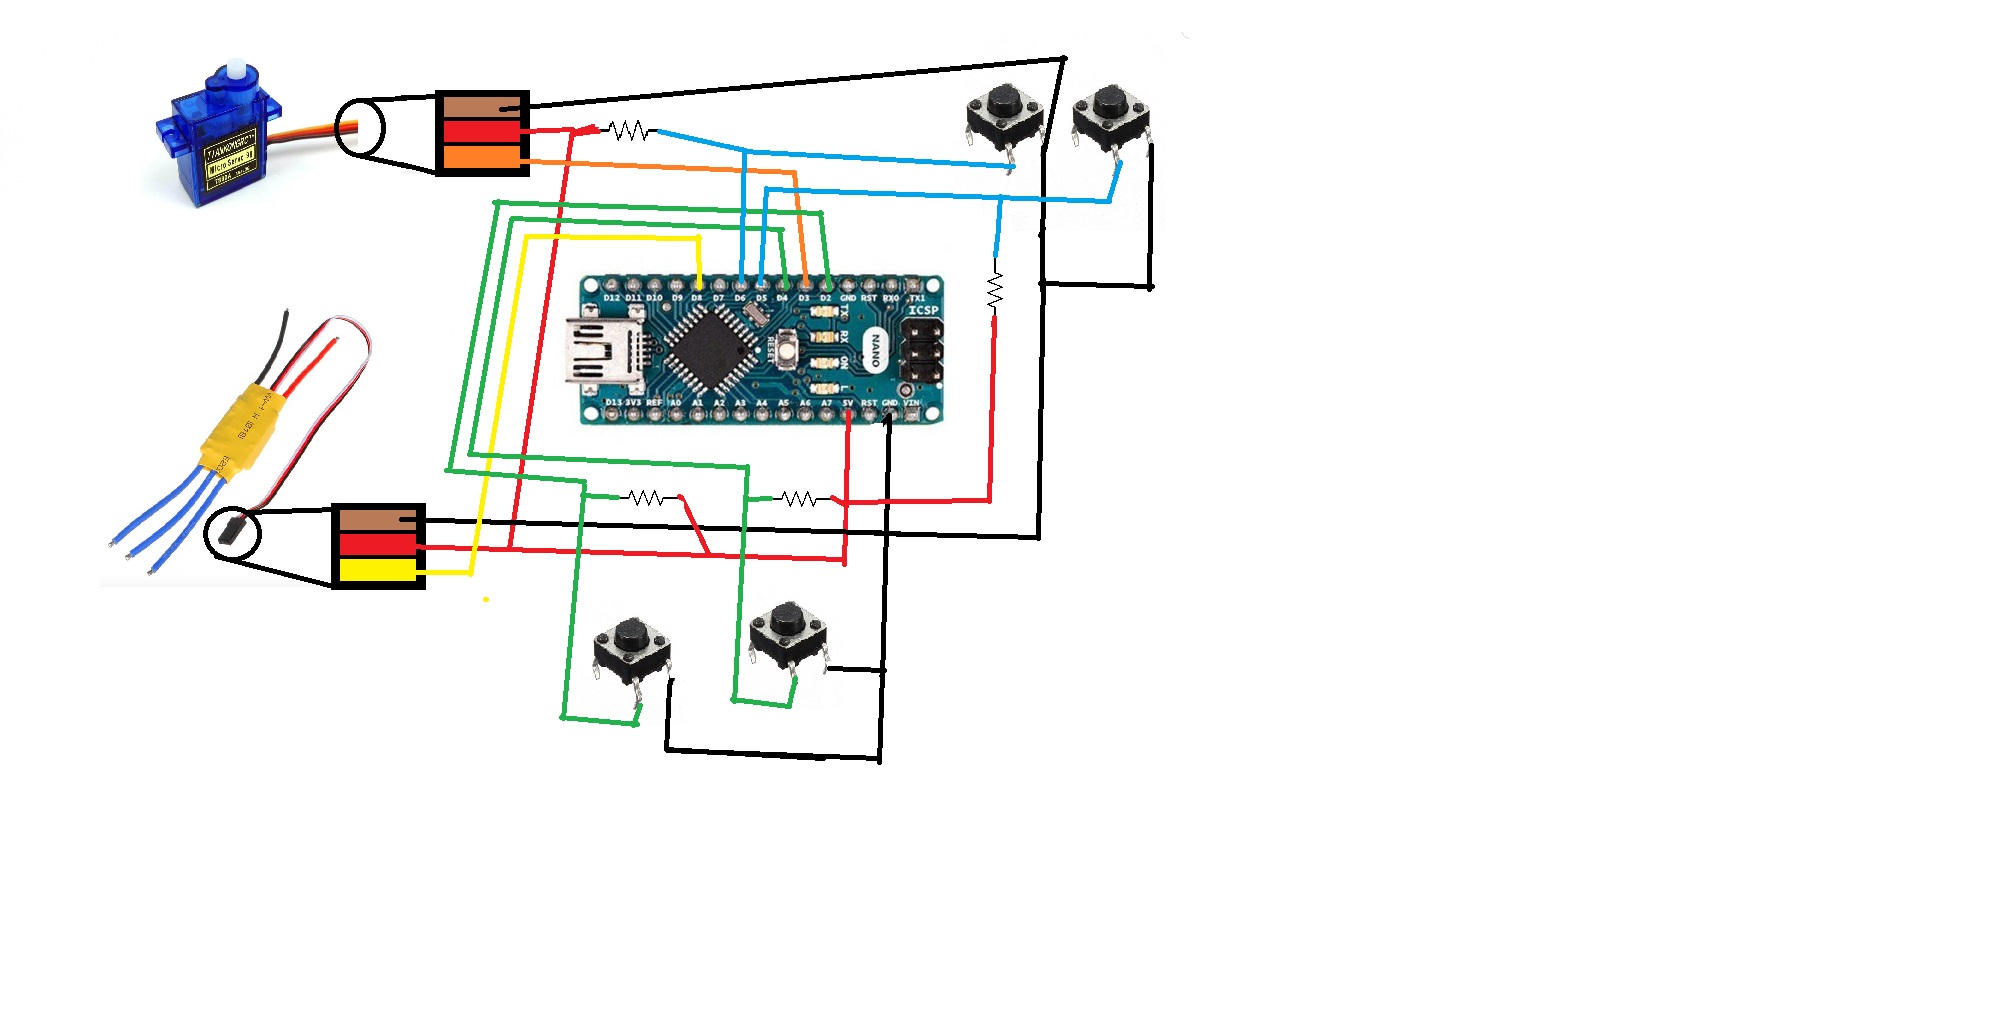 TIANKONGRC
Micro Servo 9g
D12 D11 D10 D9 D8 D7 D6 D5 D4 D3 D2 GND RST RX0 TX1
ICSP
TX
RX
ON
RESET
NANO
D13 3V3 REF A0 A1 A2 A3 A4 A5 A6 A7 5V RST GND VIN